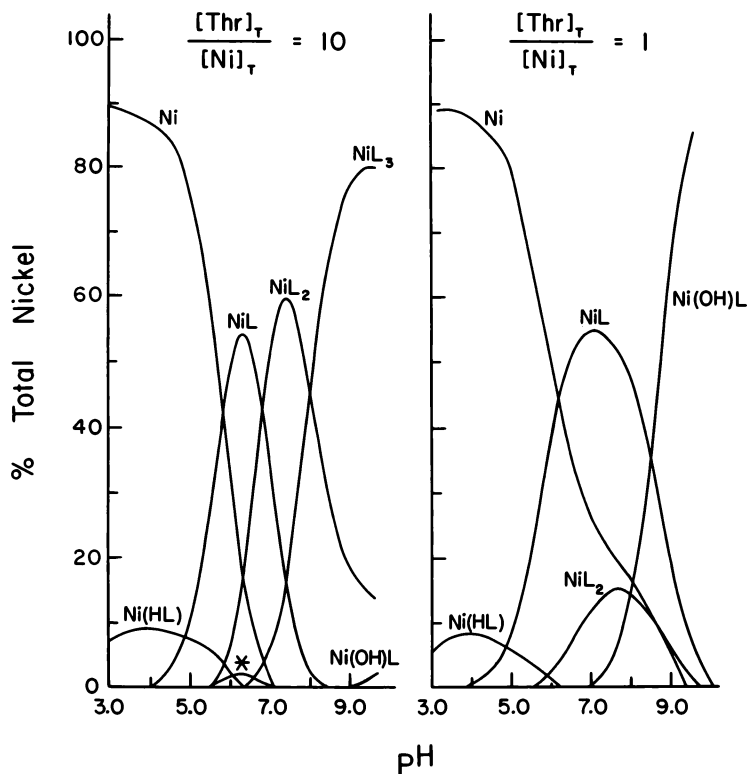 [Thr]T / [Ni]T = 10
[Thr]T / [Ni]T = 1
% Total Nickel
100
80
60
40
20
0
Ni
NiL
NiL2
NiL3
Ni(HL)
*
Ni(OH)L
3.0 5.0 7.0 9.0
Ni
NiL
Ni(OH)L
NiL2
Ni(HL)
3.0 5.0 7.0 9.0
PH